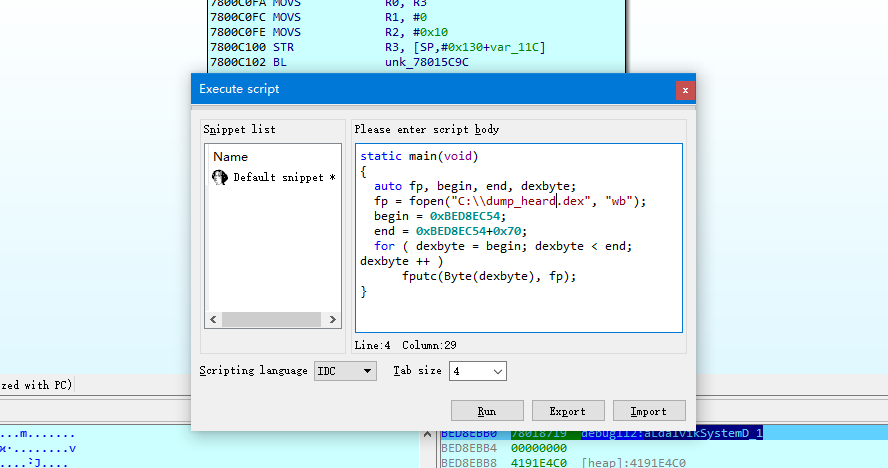 7800C0FA MOVS R0, R3
7800C0FC MOVS R1, #0
7800C0FE MOVS R2, #0x10
7800C100 STR R3, [SP,#0x130+var_11C]
7800C102 BL unk_78015C9C
Execute script
x
Snippet list
Name
Default snippet *
Please enter script body
static main(void)
{
auto fp, begin, end, dexbyte;
fp = fopen("C:\\dump_heard.dex", "wb");
begin = 0xBED8EC54;
end = 0xBED8EC54+0x70;
for ( dexbyte = begin; dexbyte < end;
dexbyte ++ )
fputc(Byte(dexbyte), fp);
}
Line:4 Column:29
Scripting language IDC Tab size 4
Run Export Import
zed with PC)
...m.......
x·........v
BED8EBB0 78018719 debug112:aLdalvikSystemD_1
BED8EBB4 00000000
BED8EBB8 4191E4C0 [heap]:4191E4C0